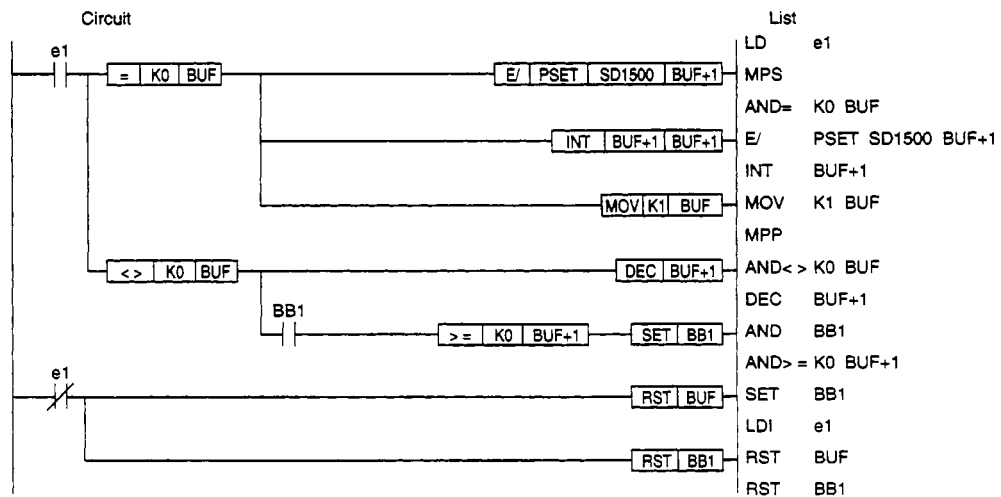 Circuit List
e1 LD e1
= K0 BUF E/ PSET SD1500 BUF+1 MPS
AND= K0 BUF
INT BUF+1 BUF+1 E/ PSET SD1500 BUF+1
INT BUF+1
MOV K1 BUF MOV K1 BUF
MPP
< > K0 BUF DEC BUF+1 AND< > K0 BUF
DEC BUF+1
BB1
> = K0 BUF+1 SET BB1 AND BB1
AND> = K0 BUF+1
e1
RST BUF SET BB1
LDI e1
RST BB1 RST BUF
RST BB1